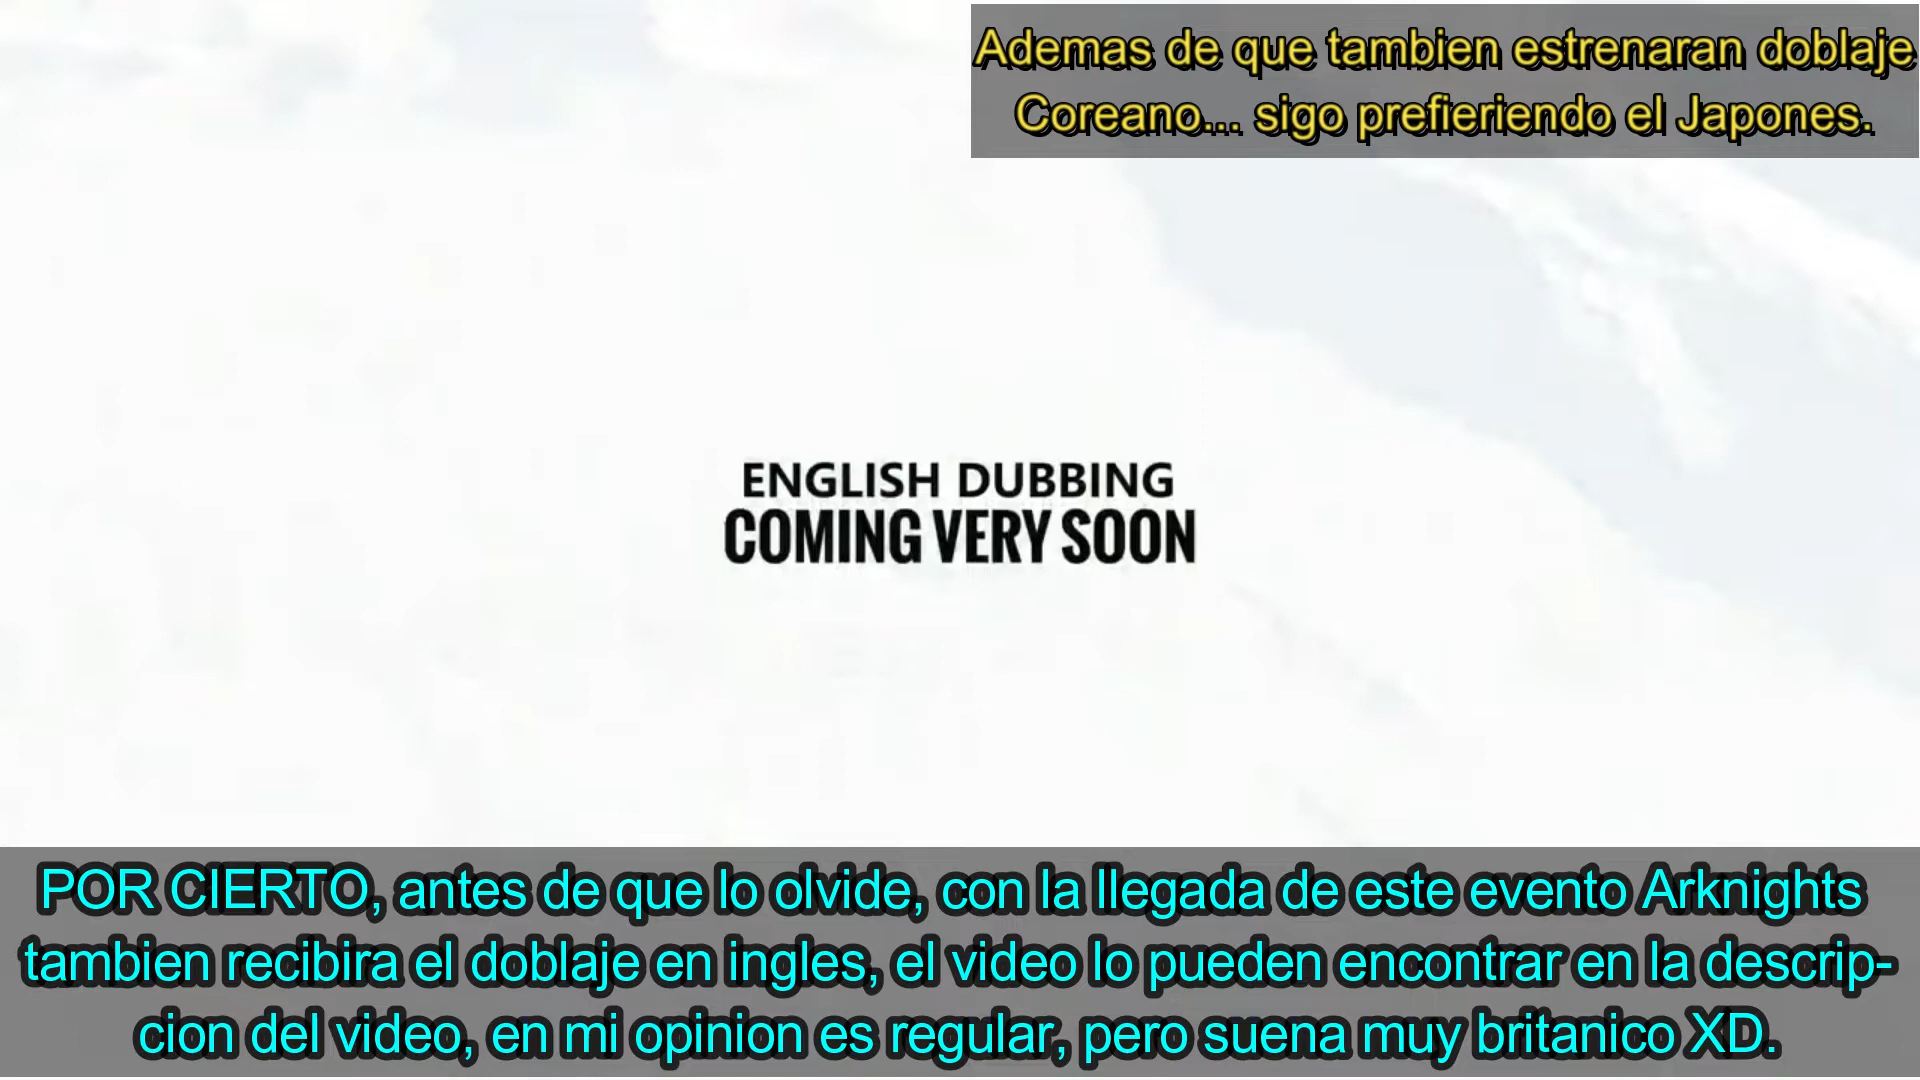 Ademas de que tambien estrenaran doblaje
Coreano... sigo prefieriendo el Japones.
ENGLISH DUBBING
COMING VERY SOON
POR CIERTO, antes de que lo olvide, con la llegada de este evento Arknights
tambien recibira el doblaje en ingles, el video lo pueden encontrar en la descrip-
cion del video, en mi opinion es regular, pero suena muy britanico XD.